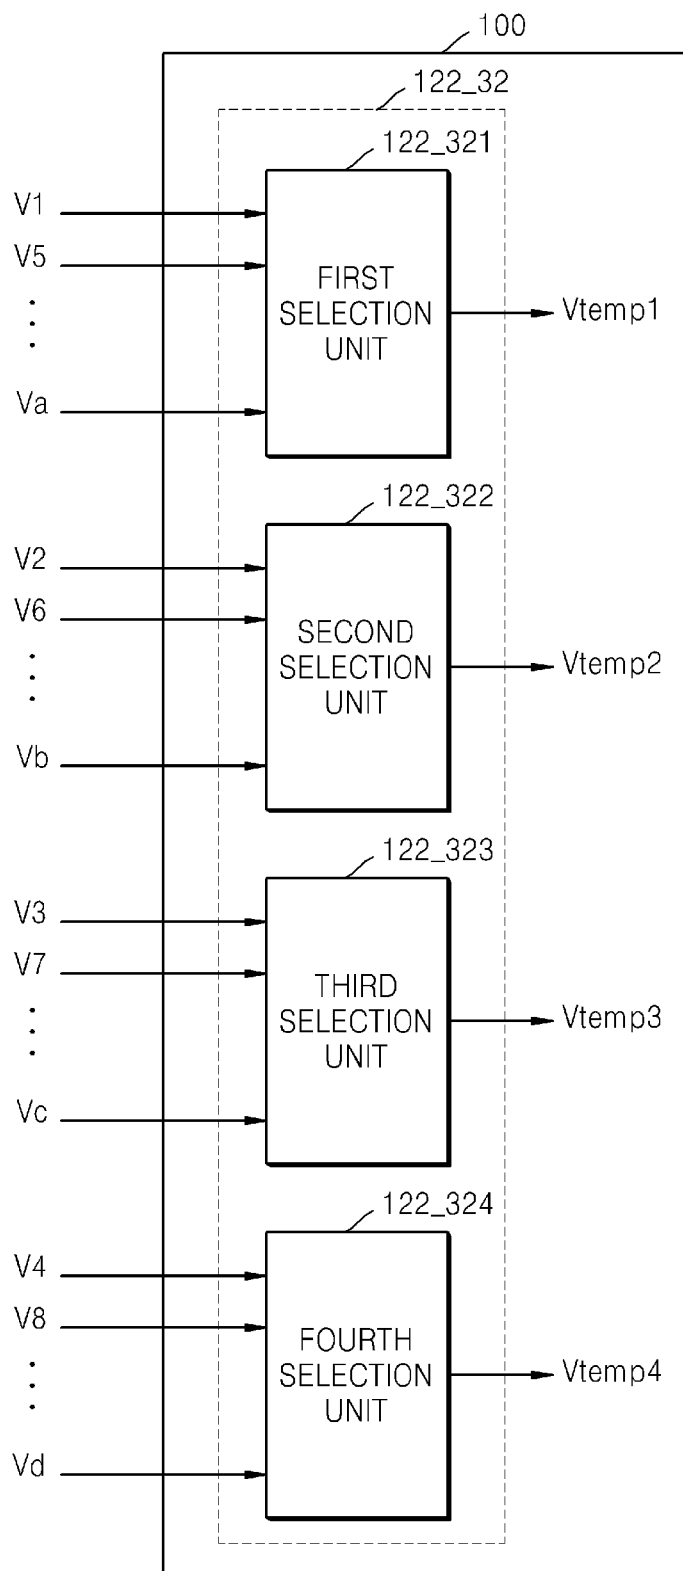 100
122_32
122_321
V1
V5
Va
FIRST
SELECTION
UNIT
Vtemp1
122_322
V2
V6
Vb
SECOND
SELECTION
UNIT
Vtemp2
122_323
V3
V7
Vc
THIRD
SELECTION
UNIT
Vtemp3
122_324
V4
V8
Vd
FOURTH
SELECTION
UNIT
Vtemp4